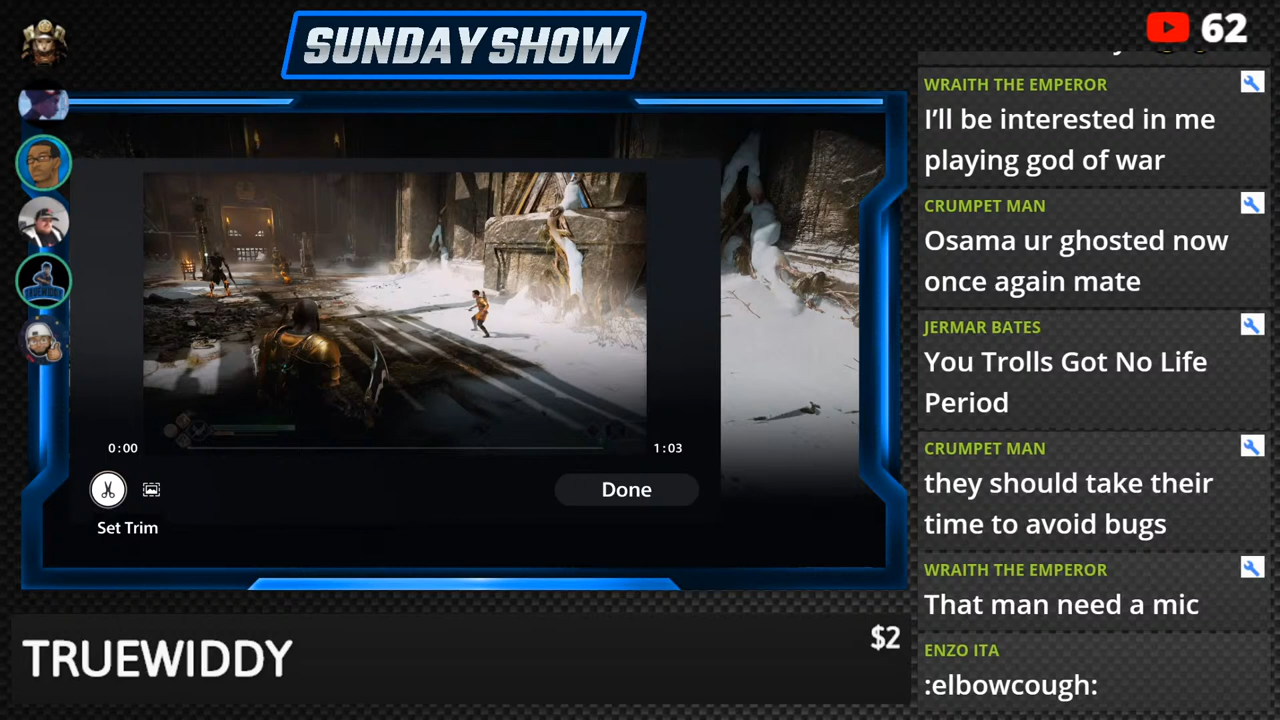 SUNDAY SHOW
62
WRAITH THE EMPEROR
I'll be interested in me
playing god of war
CRUMPET MAN
Osama ur ghosted now
once again mate
JERMAR BATES
You Trolls Got No Life
Period
CRUMPET MAN
they should take their
time to avoid bugs
WRAITH THE EMPEROR
That man need a mic
ENZO ITA
:elbowcough:
TRUEWIDDY
0:00
1:03
Done
Set Trim
TRUEWIDDY
$2